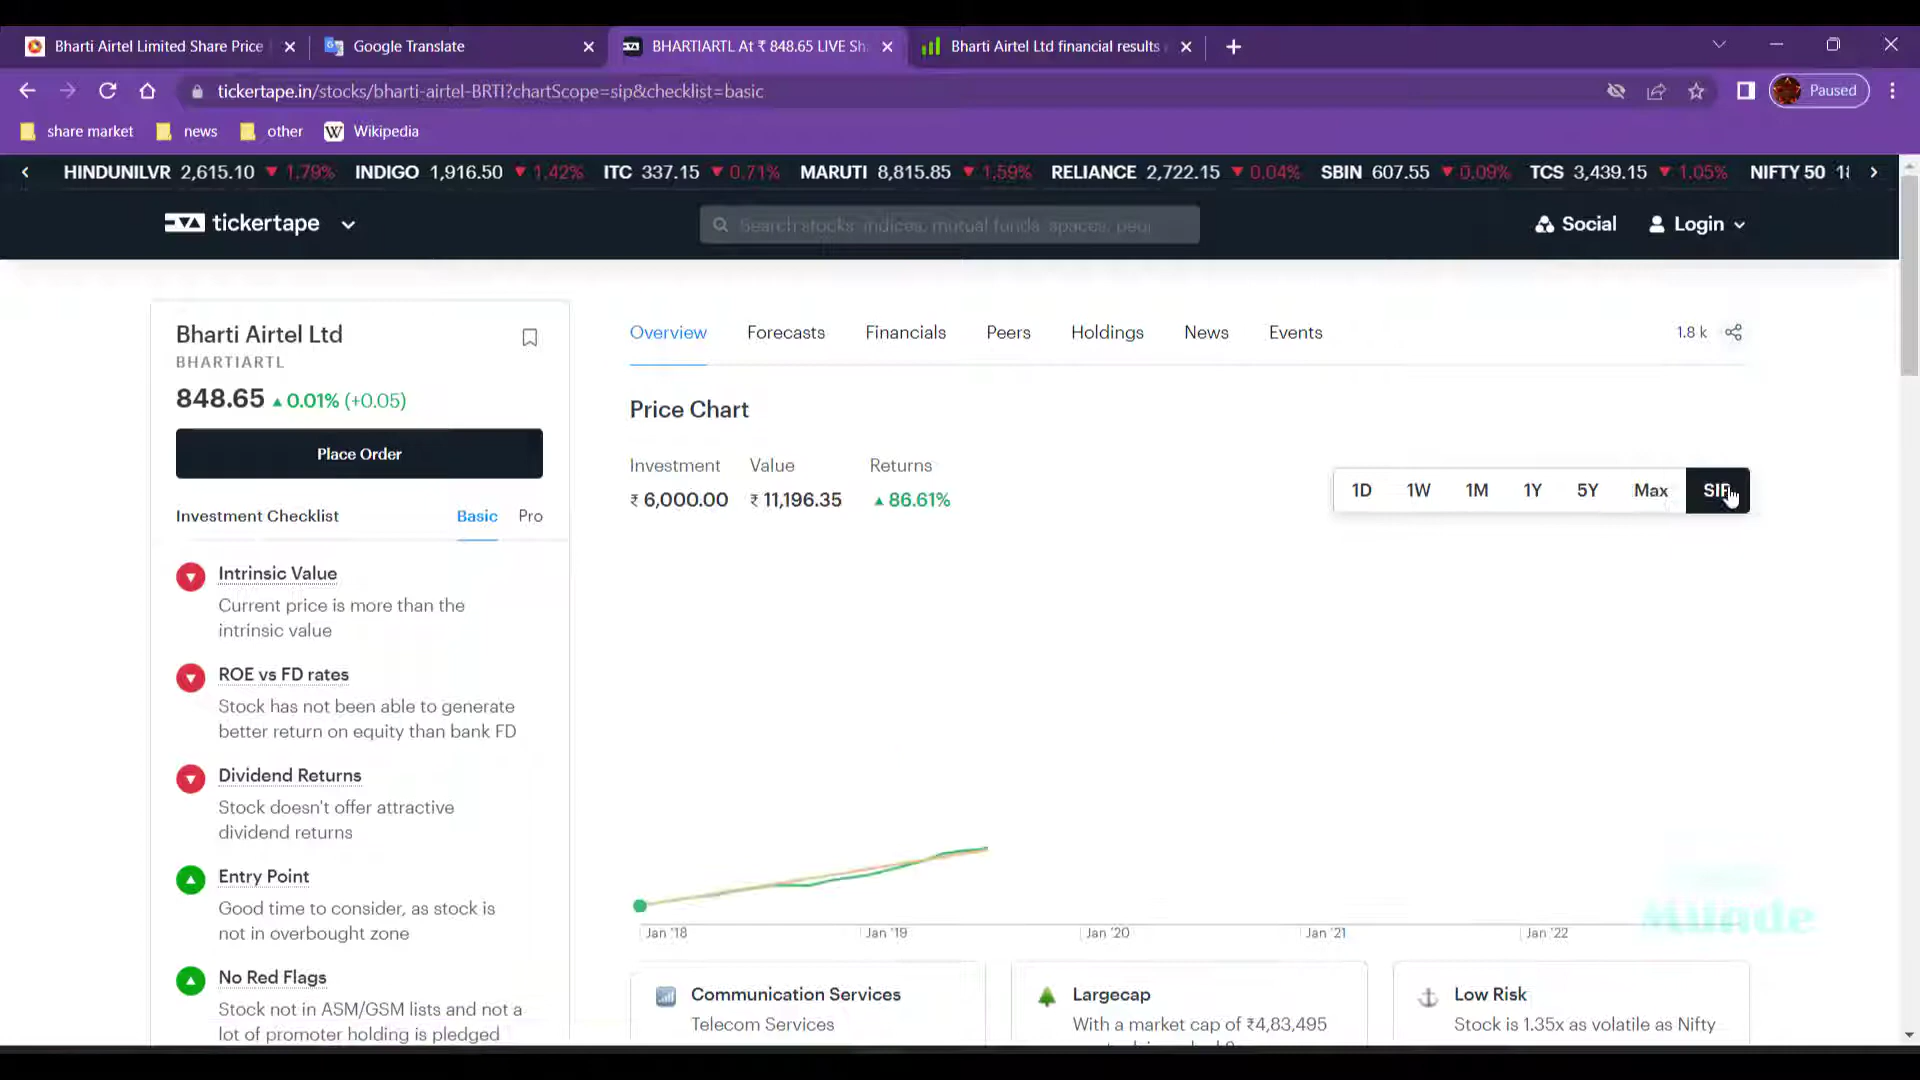 Bharti Airtel Limited Share Price
Google Translate
BHARTIARTL At ₹ 848.65 LIVE Sh
Bharti Airtel Ltd financial results
tickertape.in/stocks/bharti-airtel-BRTI?chartScope=sip&checklist=basic
Paused
share market
news
other
W Wikipedia
HINDUNILVR 2,615.10 ▼ 1.79% INDIGO 1,916.50 ▼ 1.42% ITC 337.15 ▼ 0.71% MARUTI 8,815.85 ▼ 1.59% RELIANCE 2,722.15 ▼ 0.04% SBIN 607.55 ▼ 0.09% TCS 3,439.15 ▼ 1.05% NIFTY 50
tickertape
Search stocks, indices, mutual funds, spaces, peo
Social
Login
Bharti Airtel Ltd
BHARTIARTL
848.65 ▲ 0.01% (+0.05)
Place Order
Investment Checklist
Basic
Pro
Intrinsic Value
Current price is more than the
intrinsic value
ROE vs FD rates
Stock has not been able to generate
better return on equity than bank FD
Dividend Returns
Stock doesn't offer attractive
dividend returns
Entry Point
Good time to consider, as stock is
not in overbought zone
No Red Flags
Stock not in ASM/GSM lists and not a
lot of promoter holding is pledged
Overview
Forecasts
Financials
Peers
Holdings
News
Events
1.8 k
Price Chart
Investment
Value
Returns
₹ 6,000.00
₹ 11,196.35
▲ 86.61%
1D
1W
1M
1Y
5Y
Max
SIP
Jan '18
Jan '19
Jan '20
Jan '21
Jan '22
Munde
Communication Services
Telecom Services
Largecap
With a market cap of ₹4,83,495
Low Risk
Stock is 1.35x as volatile as Nifty